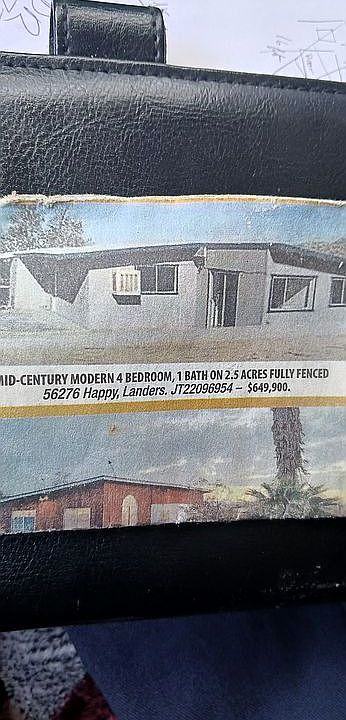 MID-CENTURY MODERN 4 BEDROOM, 1 BATH ON 2.5 ACRES FULLY FENCED
56276 Happy, Landers. JT22096954 – $649,900.